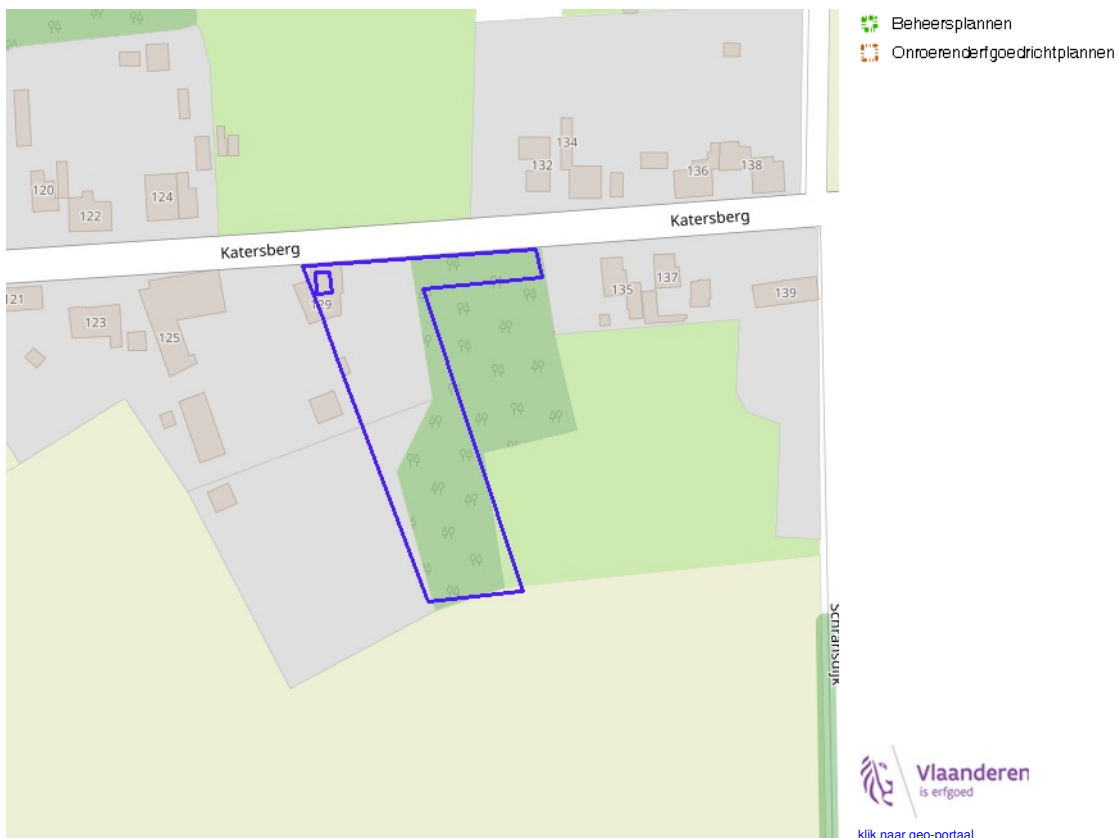 Beheersplannen
Onroerenderfgoedrichtplannen
134
132
136
138
120
124
122
Katersberg
Katersberg
121
123
125
129
135
137
139
Schransdijk
Vlaanderen
is erfgoed
klik naar geo-portaal